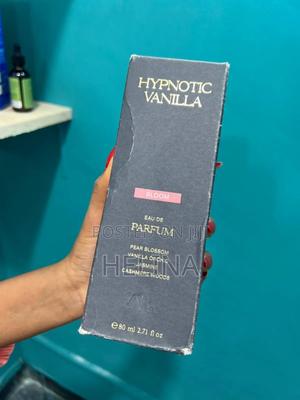 HYPNOTIC
VANILLA
BLOOM
EAU DE
PARFUM
PEAR BLOSSOM
VANILLA ORCHID
JASMINE
CASHMERE WOODS
e 80 ml 2.71 fl oz